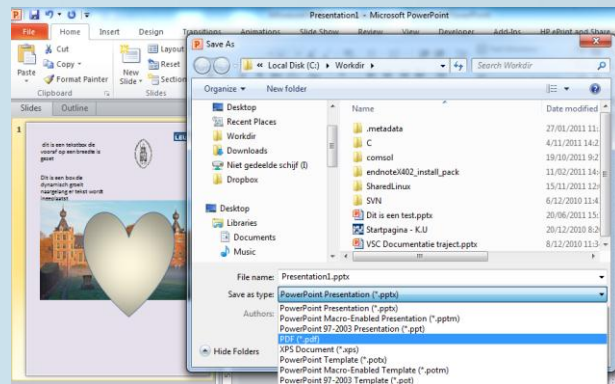 Presentation1 - Microsoft PowerPoint
File Home Insert Design Transitions Animations Slide Show Review View Developer Add-Ins HP ePrint and Share
Paste
Cut
Copy
Format Painter
Clipboard
New
Slide
Layout
Reset
Section
Slides
Slides Outline
1
dit is een tekstbox die
vooraf op een breedte is
gezet
Dit is een box die
dynamisch groeit
naargelang er tekst wordt
LEU
Save As
Local Disk (C:) Workdir
Search Workdir
Organize New folder
Desktop
Recent Places
Workdir
Downloads
Niet gedeelde schijf (I)
Dropbox
Desktop
Libraries
Documents
Music
Name Date modified
.metadata 27/01/2011 11:
C 4/11/2011 14:2
comsol 19/10/2011 9:2
endnoteX402_install_pack 11/02/2011 14:
SharedLinux 15/11/2011 12:
SVN 6/12/2010 11:4
Dit is een test.pptx 20/06/2011 15:
Startpagina - K.U 20/12/2010 8:2
VSC Documentatie traject.pptx 8/12/2010 11:3
File name: Presentation1.pptx
Save as type: PowerPoint Presentation (*.pptx)
Authors:
PowerPoint Presentation (*.pptx)
PowerPoint Macro-Enabled Presentation (*.pptm)
PowerPoint 97-2003 Presentation (*.ppt)
PDF (*.pdf)
XPS Document (*.xps)
PowerPoint Template (*.potx)
PowerPoint Macro-Enabled Template (*.potm)
PowerPoint 97-2003 Template (*.pot)
Hide Folders